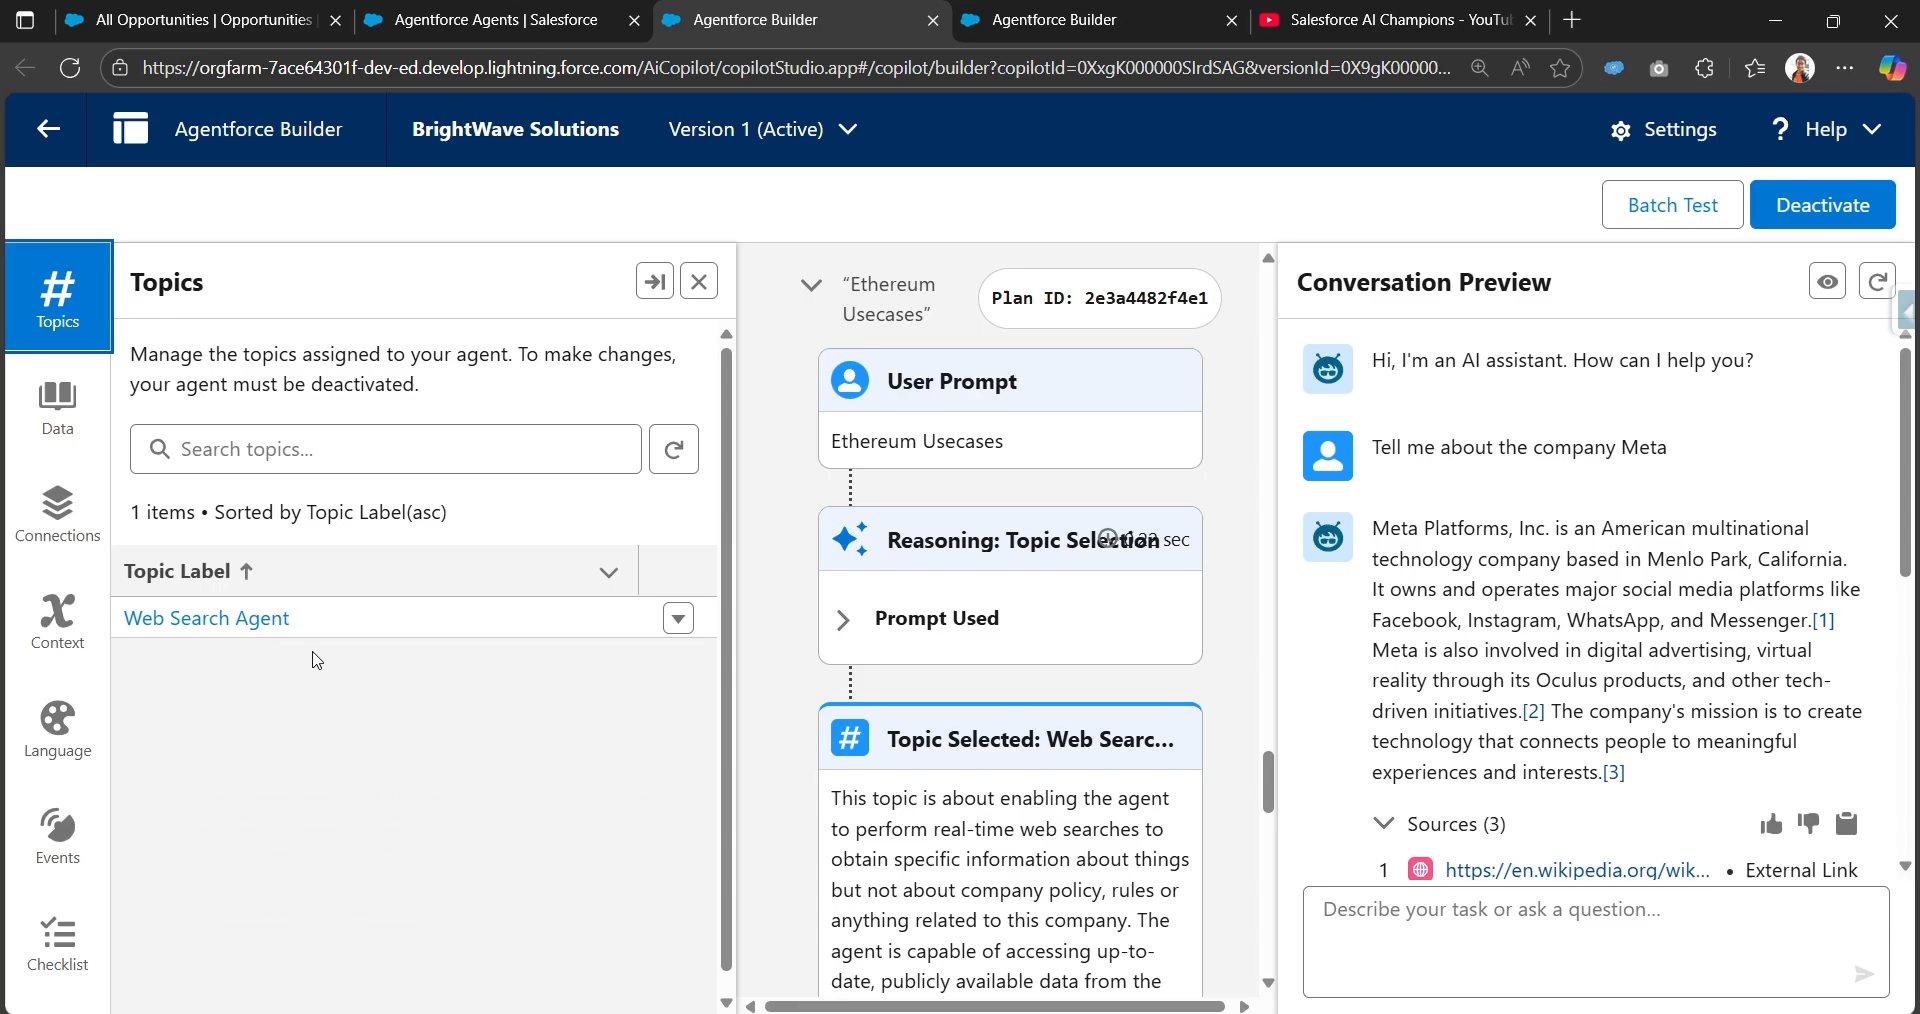 All Opportunities | Opportunities
Agentforce Agents | Salesforce
Agentforce Builder
Agentforce Builder
Salesforce AI Champions - YouTu
https://orgfarm-7ace64301f-dev-ed.develop.lightning.force.com/AiCopilot/copilotStudio.app#/copilot/builder?copilotId=0XxgK000000SIrdSAG&versionId=0X9gK00000...
Agentforce Builder
BrightWave Solutions
Version 1 (Active)
Settings
? Help
Batch Test
Deactivate
# Topics
Data
Connections
Context
Language
Events
Checklist
Topics
Manage the topics assigned to your agent. To make changes,
your agent must be deactivated.
Search topics...
1 items • Sorted by Topic Label(asc)
Topic Label ↑
Web Search Agent
"Ethereum
Usecases"
Plan ID: 2e3a4482f4e1
User Prompt
Ethereum Usecases
Reasoning: Topic Selection
sec
Prompt Used
# Topic Selected: Web Searc...
This topic is about enabling the agent
to perform real-time web searches to
obtain specific information about things
but not about company policy, rules or
anything related to this company. The
agent is capable of accessing up-to-
date, publicly available data from the
Conversation Preview
Hi, I'm an AI assistant. How can I help you?
Tell me about the company Meta
Meta Platforms, Inc. is an American multinational
technology company based in Menlo Park, California.
It owns and operates major social media platforms like
Facebook, Instagram, WhatsApp, and Messenger.[1]
Meta is also involved in digital advertising, virtual
reality through its Oculus products, and other tech-
driven initiatives.[2] The company's mission is to create
technology that connects people to meaningful
experiences and interests.[3]
Sources (3)
1 https://en.wikipedia.org/wik... • External Link
Describe your task or ask a question...